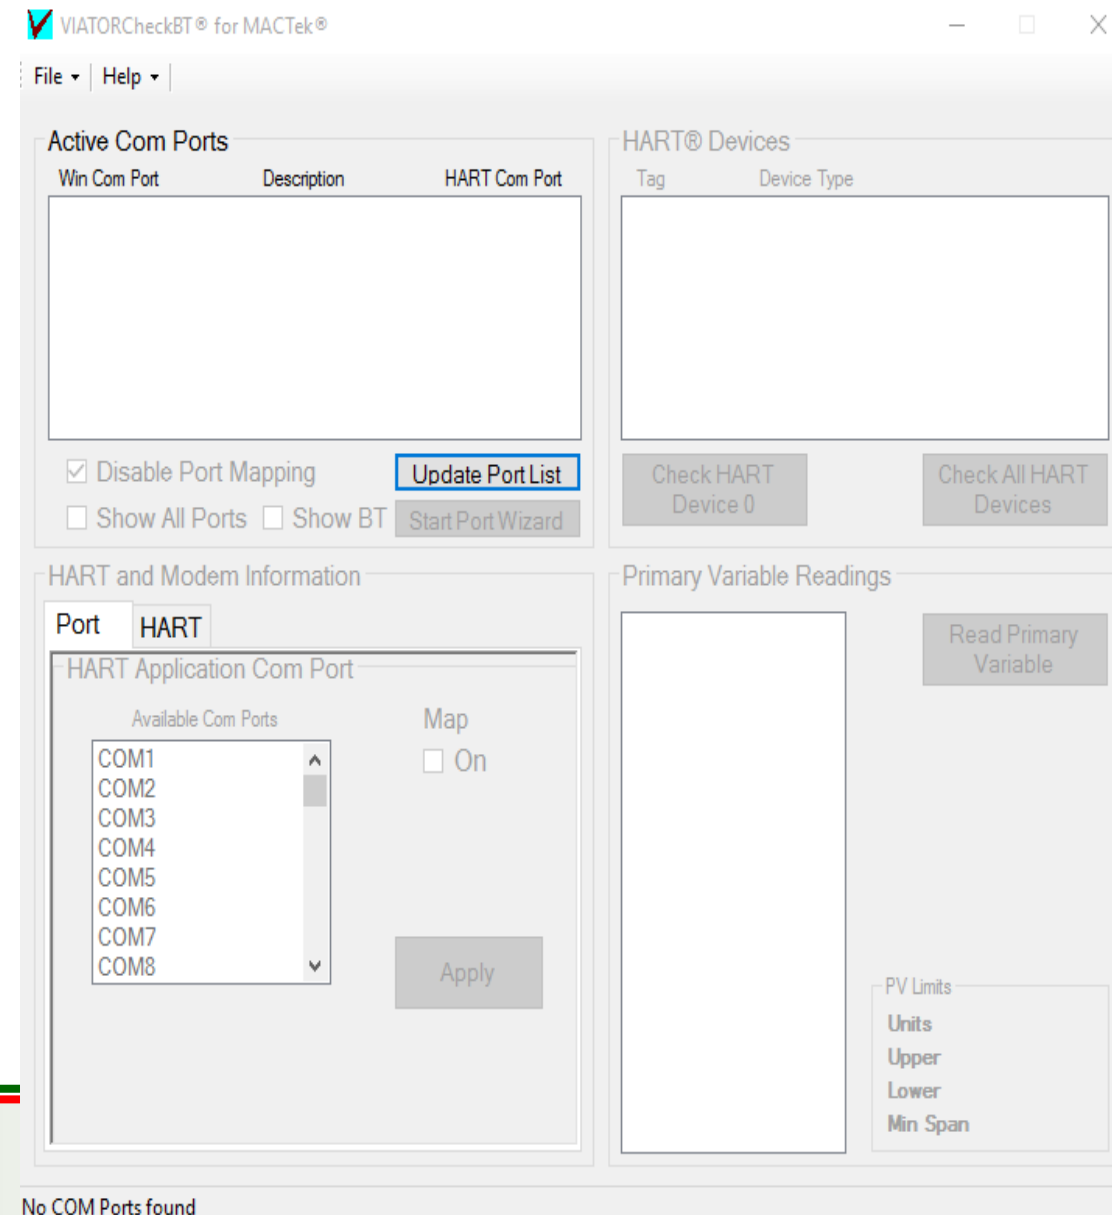 VIATORCheckBT® for MACTek®
File Help
Active Com Ports
Win Com Port Description HART Com Port
Disable Port Mapping
Update Port List
Show All Ports Show BT
Start Port Wizard
HART® Devices
Tag Device Type
Check HART
Device 0
Check All HART
Devices
HART and Modem Information
Port HART
HART Application Com Port
Available Com Ports
COM1
COM2
COM3
COM4
COM5
COM6
COM7
COM8
Map
On
Apply
Primary Variable Readings
Read Primary
Variable
PV Limits
Units
Upper
Lower
Min Span
No COM Ports found